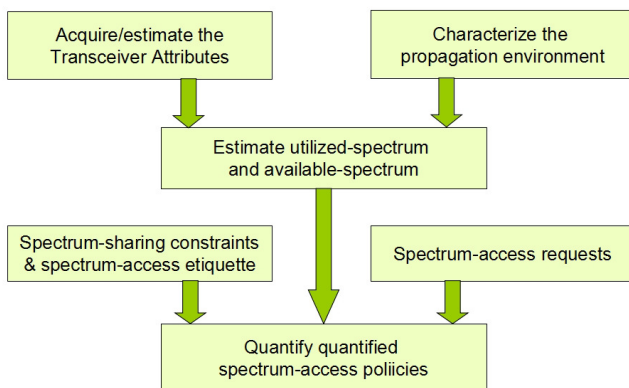 Acquire/estimate the
Transceiver Attributes
Characterize the
propagation environment
Estimate utilized-spectrum
and available-spectrum
Spectrum-sharing constraints
& spectrum-access etiquette
Spectrum-access requests
Quantify quantified
spectrum-access poliicies